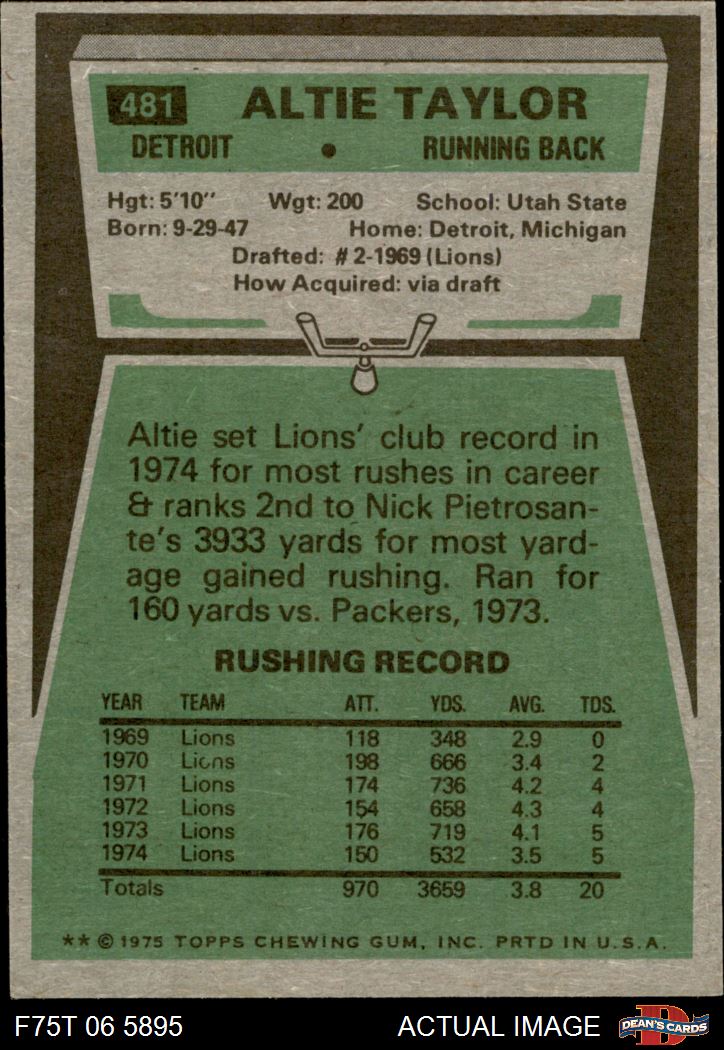 481 ALTIE TAYLOR
DETROIT • RUNNING BACK
Hgt: 5'10" Wgt: 200 School: Utah State
Born: 9-29-47 Home: Detroit, Michigan
Drafted: #2-1969 (Lions)
How Acquired: via draft
Altie set Lions' club record in
1974 for most rushes in career
& ranks 2nd to Nick Pietrosan-
te's 3933 yards for most yard-
age gained rushing. Ran for
160 yards vs. Packers, 1973.
RUSHING RECORD
YEAR TEAM ATT. YDS. AVG. TDS.
1969 Lions 118 348 2.9 0
1970 Lions 198 666 3.4 2
1971 Lions 174 736 4.2 4
1972 Lions 154 658 4.3 4
1973 Lions 176 719 4.1 5
1974 Lions 150 532 3.5 5
Totals 970 3659 3.8 20
** © 1975 TOPPS CHEWING GUM, INC. PRTD IN U.S.A.
F75T 06 5895 ACTUAL IMAGE D DEAN'S CARDS